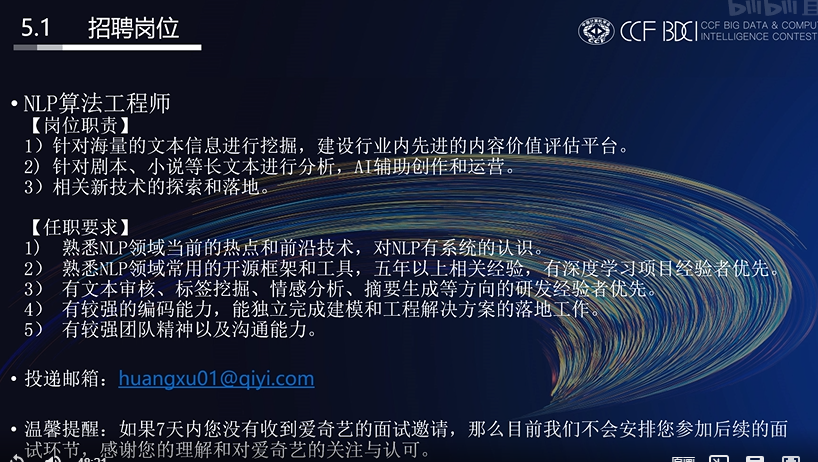 bilibili
5.1 招聘岗位
CCF BDCI CCF BIG DATA & COMPU
INTELLIGENCE CONTEST
CCF
• NLP算法工程师
【岗位职责】
1）针对海量的文本信息进行挖掘，建设行业内先进的内容价值评估平台。
2）针对剧本、小说等长文本进行分析，AI辅助创作和运营。
3）相关新技术的探索和落地。
【任职要求】
1） 熟悉NLP领域当前的热点和前沿技术，对NLP有系统的认识。
2） 熟悉NLP领域常用的开源框架和工具，五年以上相关经验，有深度学习项目经验者优先。
3） 有文本审核、标签挖掘、情感分析、摘要生成等方向的研发经验者优先。
4） 有较强的编码能力，能独立完成建模和工程解决方案的落地工作。
5） 有较强团队精神以及沟通能力。
• 投递邮箱：huangxu01@qiyi.com
• 温馨提醒：如果7天内您没有收到爱奇艺的面试邀请，那么目前我们不会安排您参加后续的面
试环节，感谢您的理解和对爱奇艺的关注与认可。